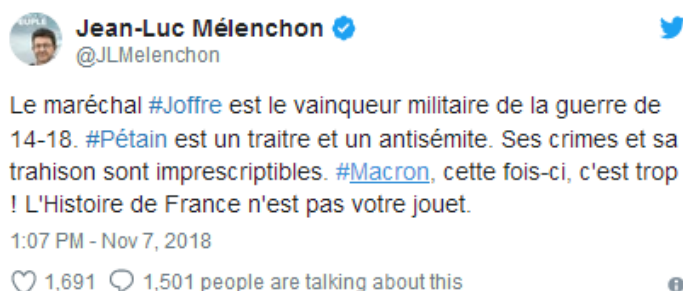 Jean-Luc Mélenchon
@JLMelenchon
Le maréchal #Joffre est le vainqueur militaire de la guerre de
14-18. #Pétain est un traitre et un antisémite. Ses crimes et sa
trahison sont imprescriptibles. #Macron, cette fois-ci, c'est trop
! L'Histoire de France n'est pas votre jouet.
1:07 PM - Nov 7, 2018
1,691 1,501 people are talking about this